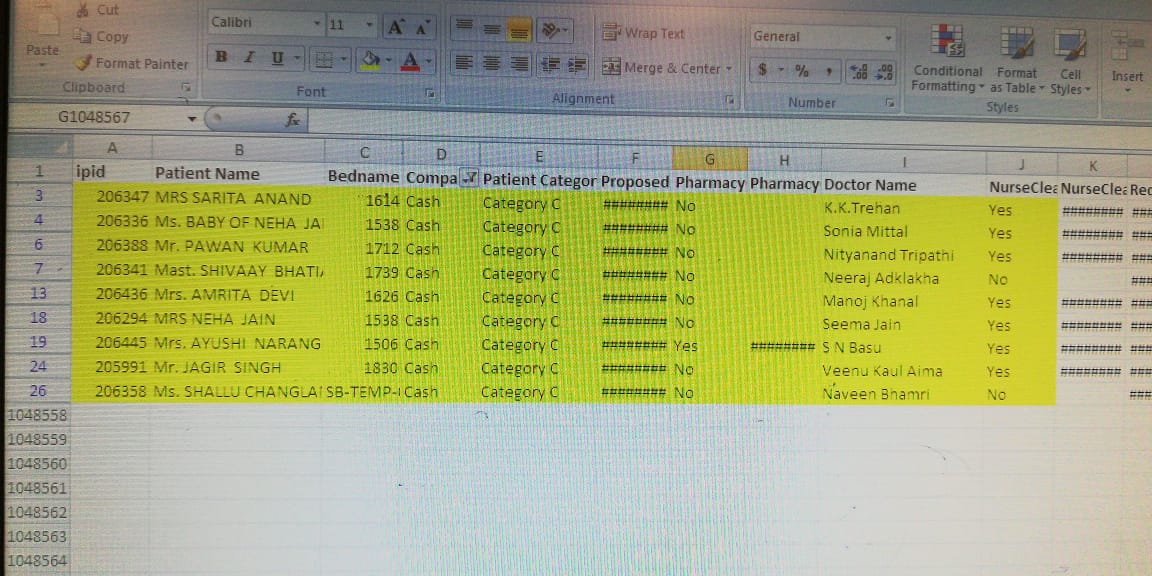 Cut
Calibri 11 A A
Wrap Text
General
Paste
Copy
Format Painter
B I U A
Merge & Center
$ % , .00 .00
Conditional Formatting Format as Table Cell Styles
Insert
Clipboard Font Alignment Number Styles
G1048567 fx
A B C D E F G H I J K
1 ipid Patient Name Bedname Compa Patient Categor Proposed Pharmacy Pharmacy Doctor Name NurseClea NurseClea Rec
3 206347 MRS SARITA ANAND 1614 Cash Category C ######## No K.K.Trehan Yes ######## ###
4 206336 Ms. BABY OF NEHA JAI 1538 Cash Category C ######## No Sonia Mittal Yes ######## ###
6 206388 Mr. PAWAN KUMAR 1712 Cash Category C ######## No Nityanand Tripathi Yes ######## ###
7 206341 Mast. SHIVAAY BHATIA 1739 Cash Category C ######## No Neeraj Adklakha No ###
13 206436 Mrs. AMRITA DEVI 1626 Cash Category C ######## No Manoj Khanal Yes ######## ###
18 206294 MRS NEHA JAIN 1538 Cash Category C ######## No Seema Jain Yes ######## ###
19 206445 Mrs. AYUSHI NARANG 1506 Cash Category C ######## Yes ######## S N Basu Yes ######## ###
24 205991 Mr. JAGIR SINGH 1830 Cash Category C ######## No Veenu Kaul Aima Yes ######## ###
26 206358 Ms. SHALLU CHANGLAI SB-TEMP-( Cash Category C ######## No Naveen Bhamri No ###
1048558
1048559
1048560
1048561
1048562
1048563
1048564